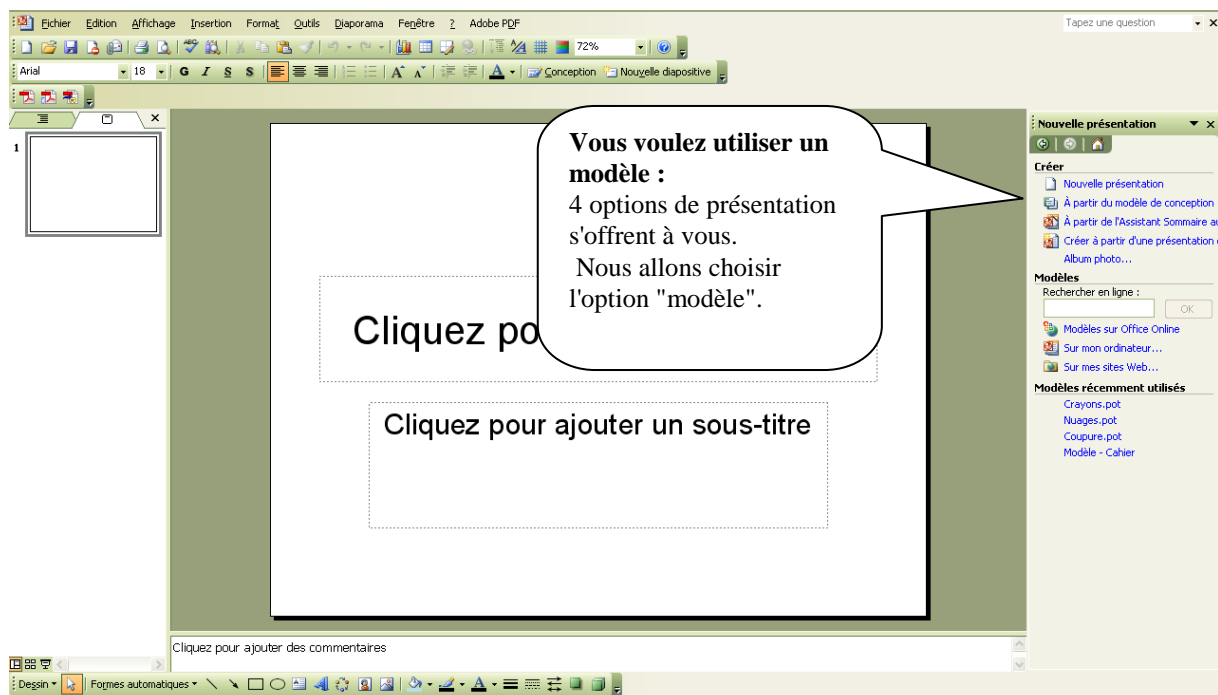 Fichier Edition Affichage Insertion Format Outils Diaporama Fenêtre ? Adobe PDF Tapez une question
72%
Arial 18 G I S S A A A Conception Nouvelle diapositive
1
Vous voulez utiliser un
modèle :
4 options de présentation
s'offrent à vous.
Nous allons choisir
l'option "modèle".
Cliquez po
Cliquez pour ajouter un sous-titre
Nouvelle présentation
Créer
Nouvelle présentation
À partir du modèle de conception
À partir de l'Assistant Sommaire au
Créer à partir d'une présentation
Album photo...
Modèles
Rechercher en ligne :
OK
Modèles sur Office Online
Sur mon ordinateur...
Sur mes sites Web...
Modèles récemment utilisés
Crayons.pot
Nuages.pot
Coupure.pot
Modèle - Cahier
Cliquez pour ajouter des commentaires
Dessin Formes automatiques A